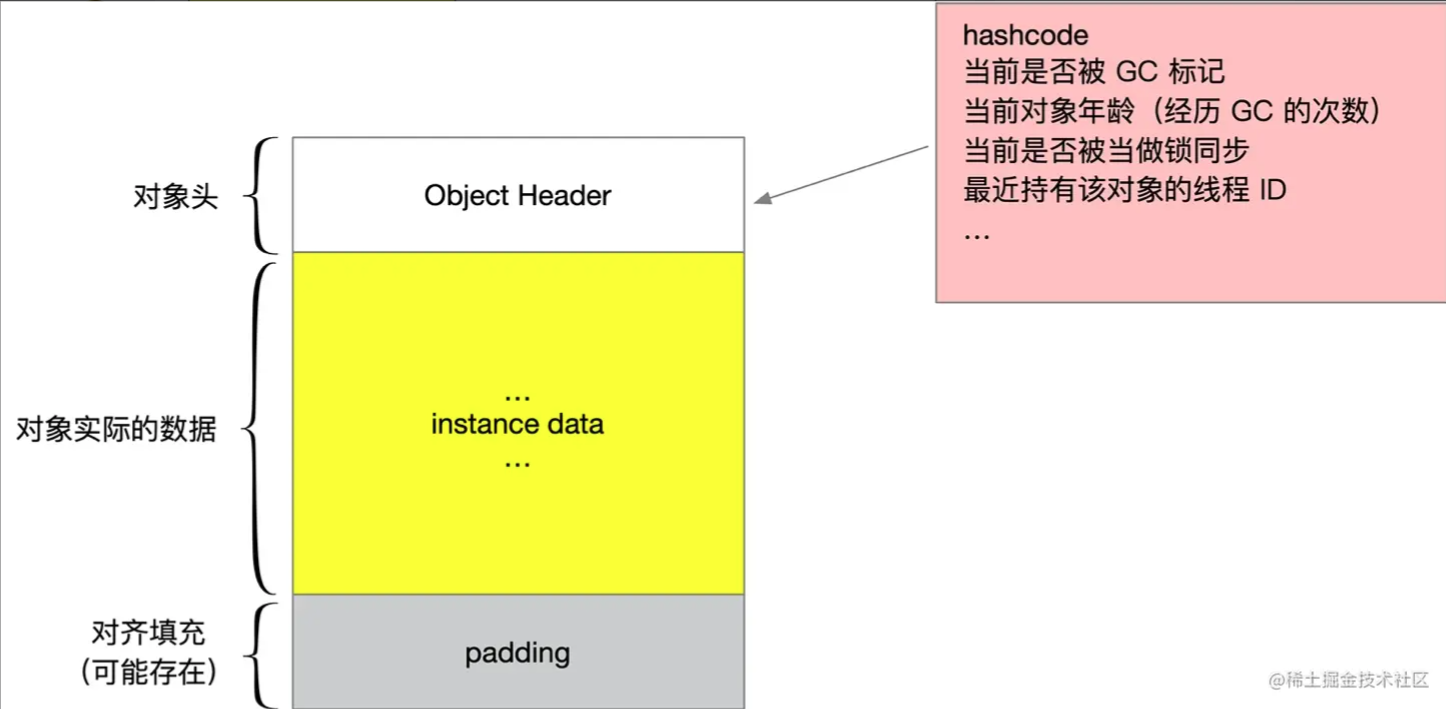 hashcode
当前是否被 GC 标记
当前对象年龄（经历 GC 的次数）
当前是否被当做锁同步
最近持有该对象的线程 ID
...
对象头
Object Header
对象实际的数据
...
instance data
...
对齐填充
（可能存在）
padding
@稀土掘金技术社区